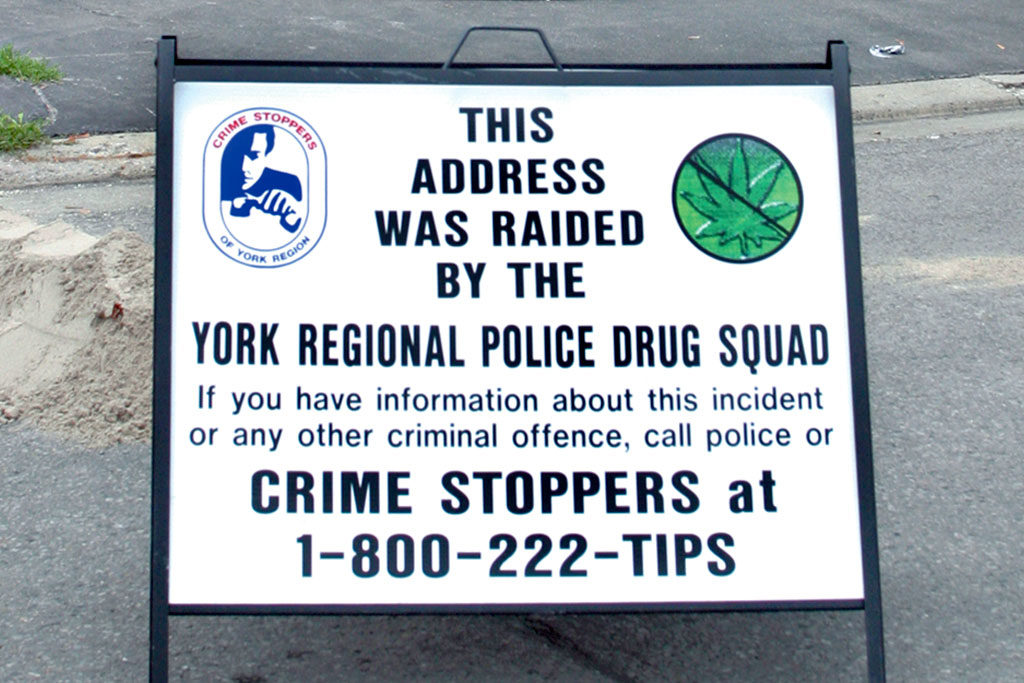 CRIME STOPPERS
OF YORK REGION
THIS
ADDRESS
WAS RAIDED
BY THE
YORK REGIONAL POLICE DRUG SQUAD
If you have information about this incident
or any other criminal offence, call police or
CRIME STOPPERS at
1-800-222-TIPS